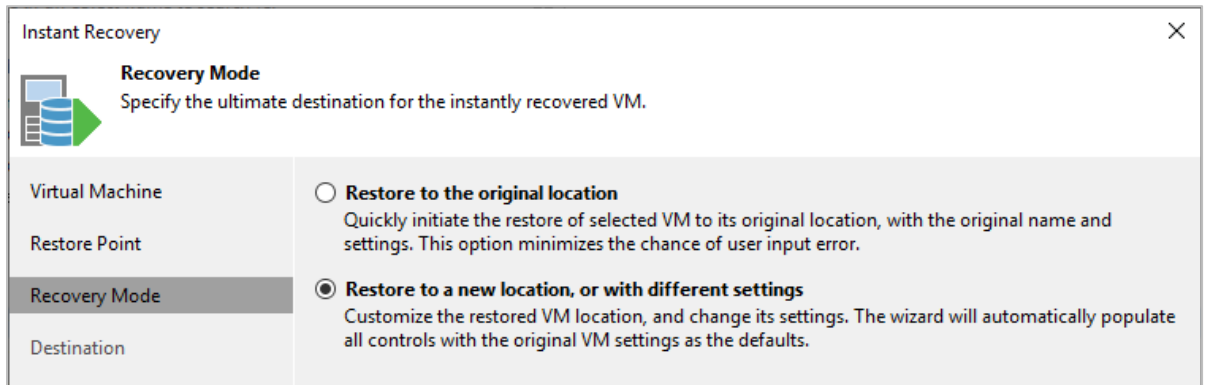 Instant Recovery
Recovery Mode
Specify the ultimate destination for the instantly recovered VM.
Virtual Machine
Restore Point
Recovery Mode
Destination
Restore to the original location
Quickly initiate the restore of selected VM to its original location, with the original name and
settings. This option minimizes the chance of user input error.
Restore to a new location, or with different settings
Customize the restored VM location, and change its settings. The wizard will automatically populate
all controls with the original VM settings as the defaults.